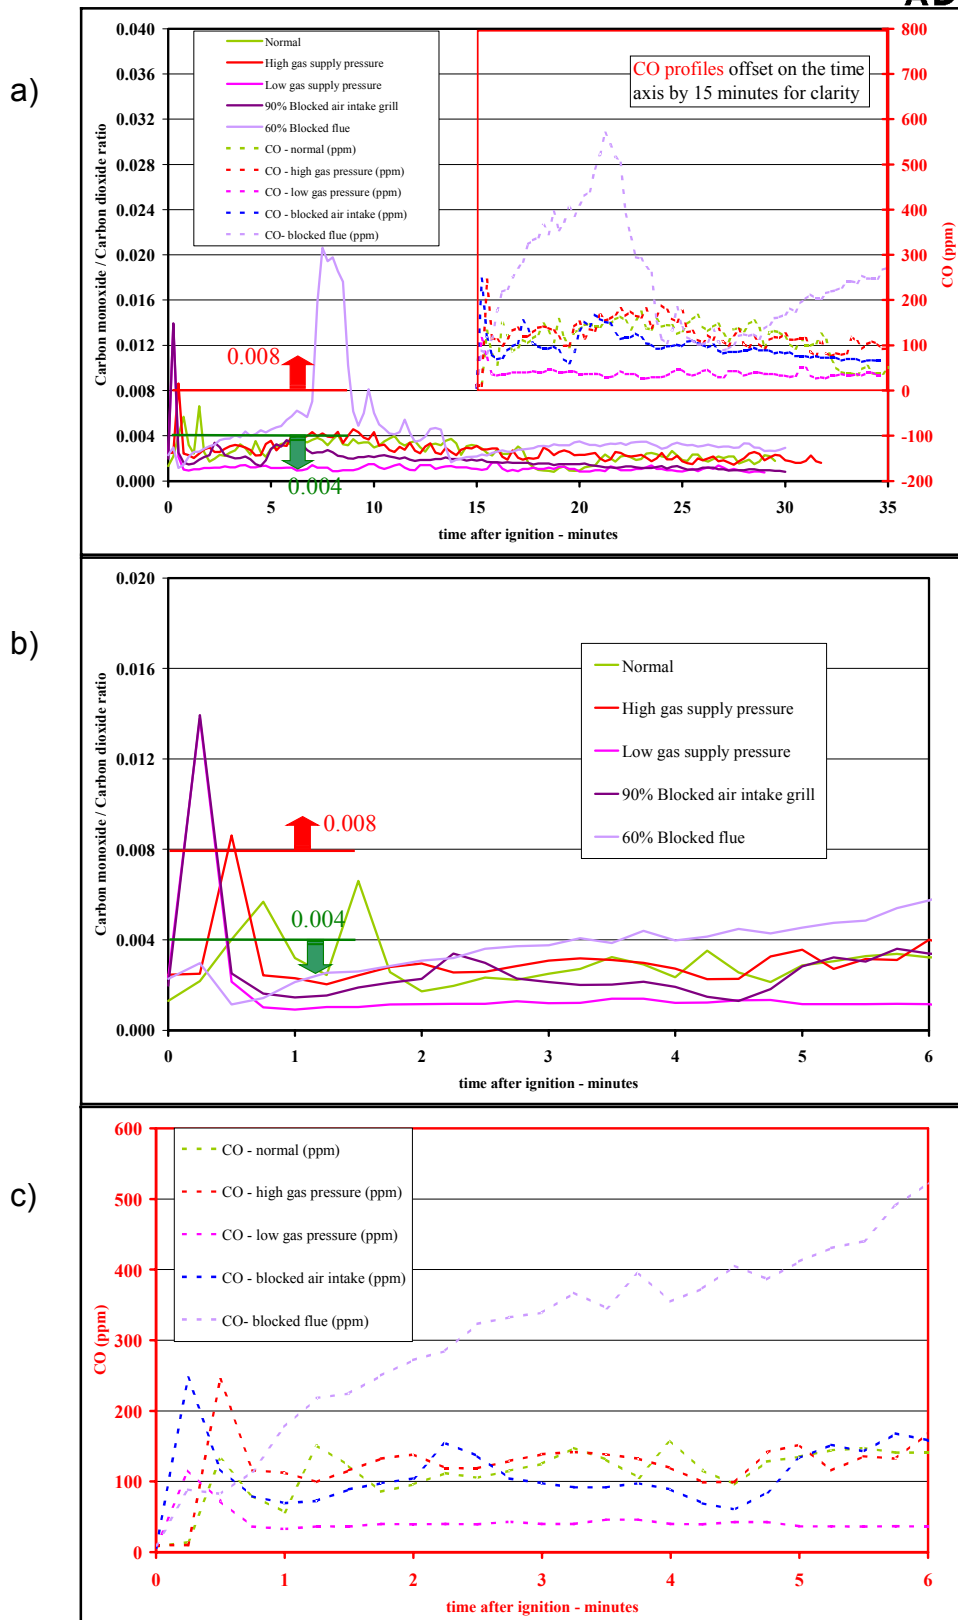 AD
a)
0.040
0.036
0.032
0.028
0.024
0.020
0.016
0.012
0.008
0.004
0.000
Carbon monoxide / Carbon dioxide ratio
Normal
High gas supply pressure
Low gas supply pressure
90% Blocked air intake grill
60% Blocked flue
CO - normal (ppm)
CO - high gas pressure (ppm)
CO - low gas pressure (ppm)
CO - blocked air intake (ppm)
CO- blocked flue (ppm)
CO profiles offset on the time
axis by 15 minutes for clarity
0.008
0.004
800
700
600
500
400
300
200
100
0
-100
-200
CO (ppm)
0 5 10 15 20 25 30 35
time after ignition - minutes
b)
0.020
0.016
0.012
0.008
0.004
0.000
Carbon monoxide / Carbon dioxide ratio
Normal
High gas supply pressure
Low gas supply pressure
90% Blocked air intake grill
60% Blocked flue
0.008
0.004
0 1 2 3 4 5 6
time after ignition - minutes
c)
600
500
400
300
200
100
0
CO (ppm)
CO - normal (ppm)
CO - high gas pressure (ppm)
CO - low gas pressure (ppm)
CO - blocked air intake (ppm)
CO- blocked flue (ppm)
0 1 2 3 4 5 6
time after ignition - minutes